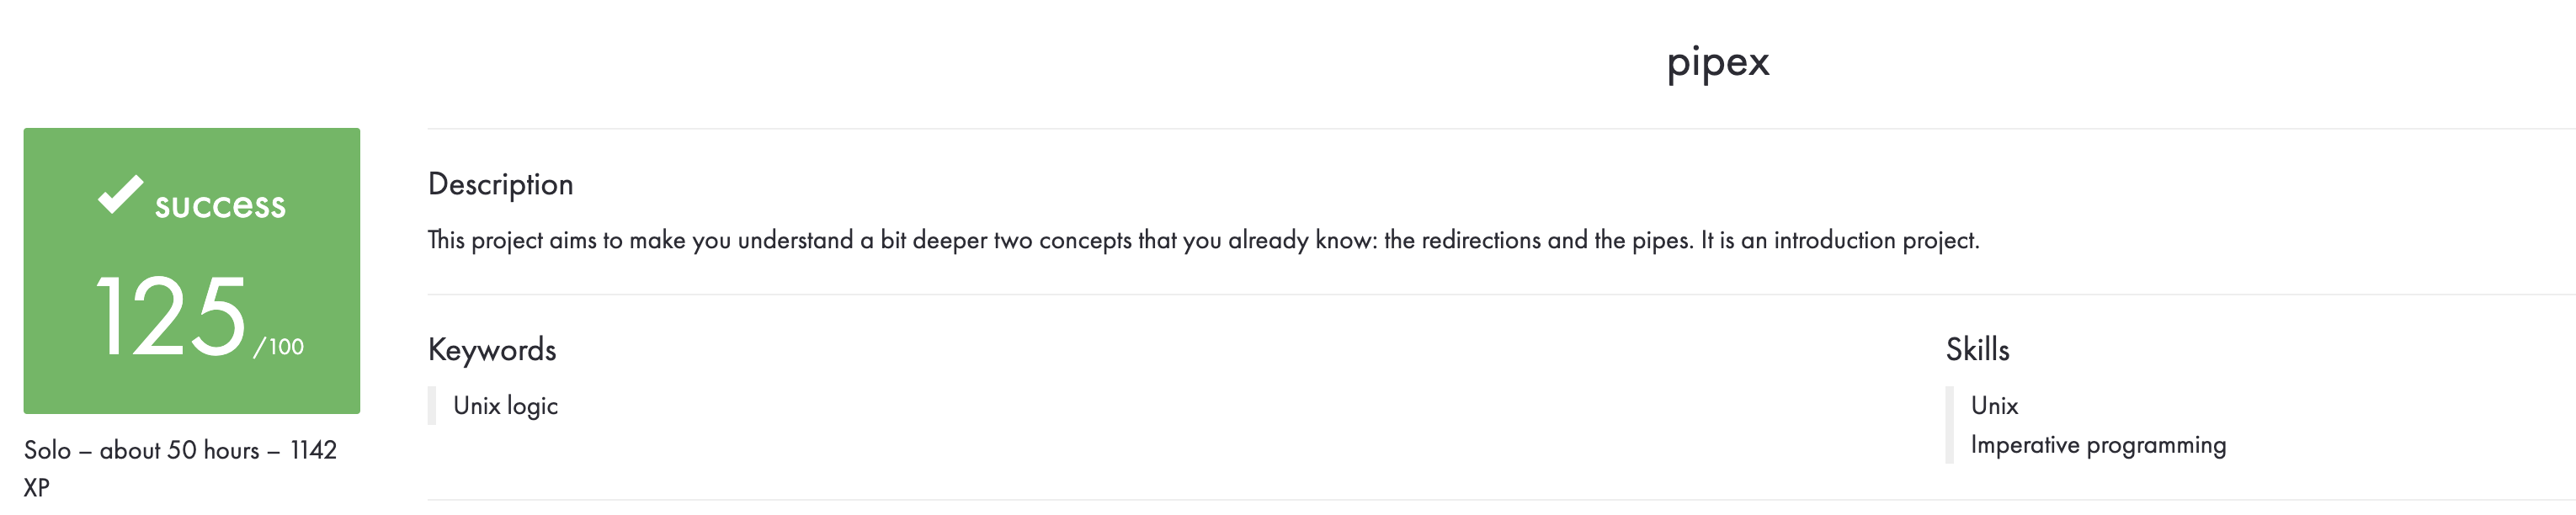 pipex
success
125/100
Solo – about 50 hours – 1142
XP
Description
This project aims to make you understand a bit deeper two concepts that you already know: the redirections and the pipes. It is an introduction project.
Keywords
Unix logic
Skills
Unix
Imperative programming